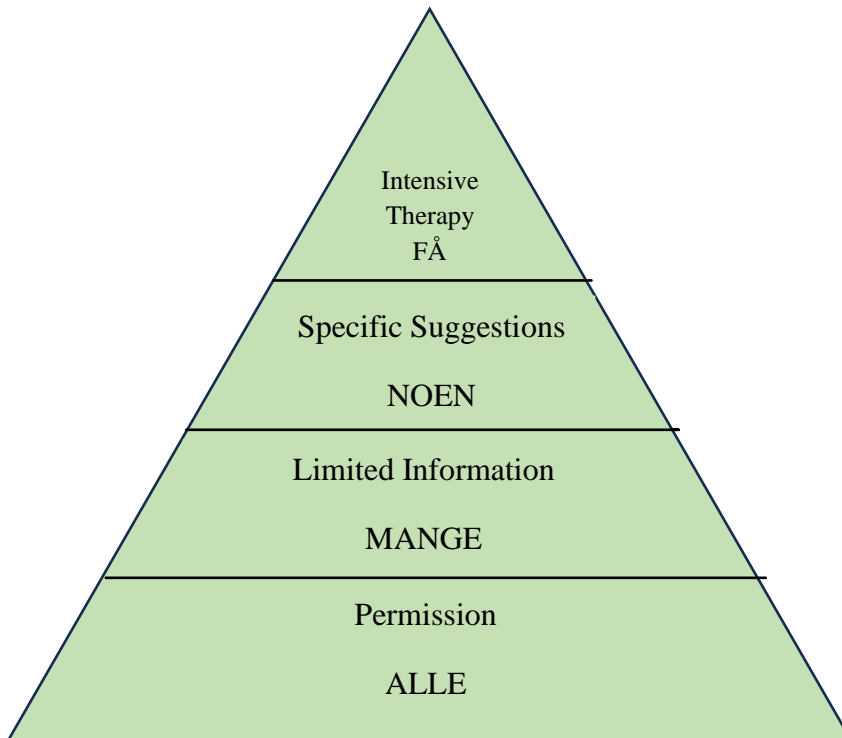 Intensive
Therapy
FÅ
Specific Suggestions
NOEN
Limited Information
MANGE
Permission
ALLE